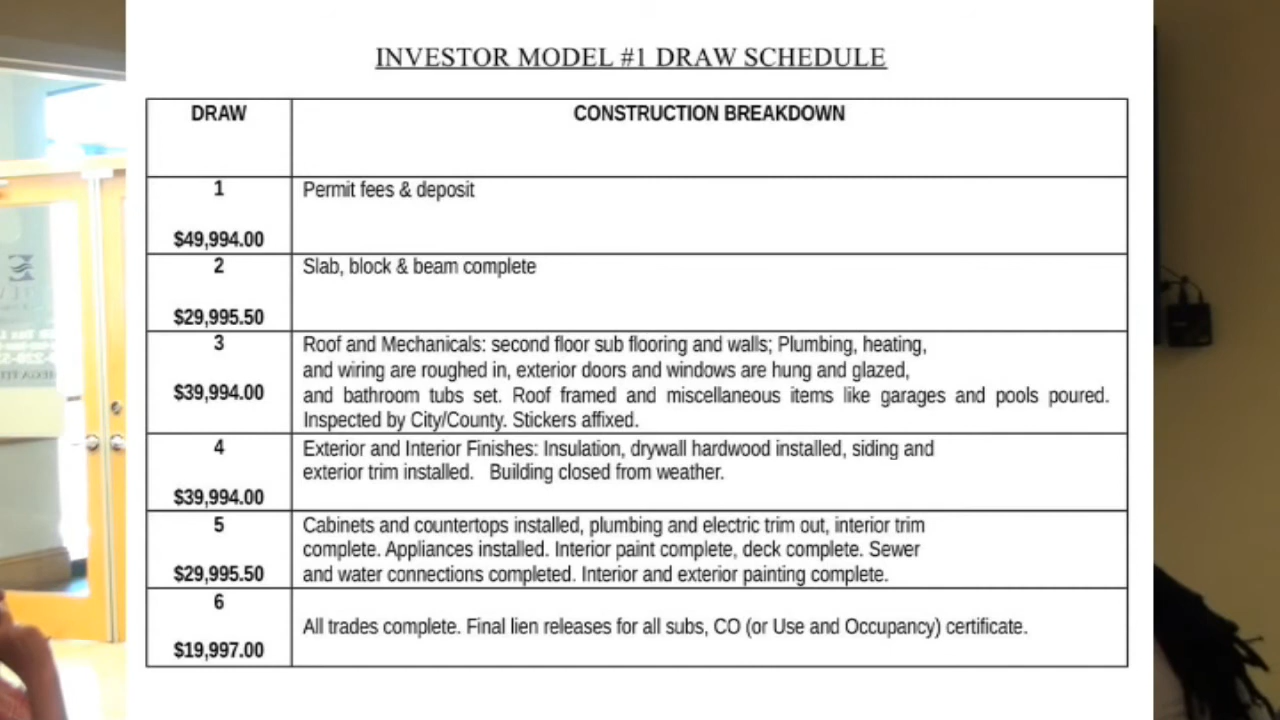 INVESTOR MODEL #1 DRAW SCHEDULE
DRAW
CONSTRUCTION BREAKDOWN
1
$49,994.00
Permit fees & deposit
2
$29,995.50
Slab, block & beam complete
3
$39,994.00
Roof and Mechanicals: second floor sub flooring and walls; Plumbing, heating,
and wiring are roughed in, exterior doors and windows are hung and glazed,
and bathroom tubs set. Roof framed and miscellaneous items like garages and pools poured.
Inspected by City/County. Stickers affixed.
4
$39,994.00
Exterior and Interior Finishes: Insulation, drywall hardwood installed, siding and
exterior trim installed. Building closed from weather.
5
$29,995.50
Cabinets and countertops installed, plumbing and electric trim out, interior trim
complete. Appliances installed. Interior paint complete, deck complete. Sewer
and water connections completed. Interior and exterior painting complete.
6
$19,997.00
All trades complete. Final lien releases for all subs, CO (or Use and Occupancy) certificate.